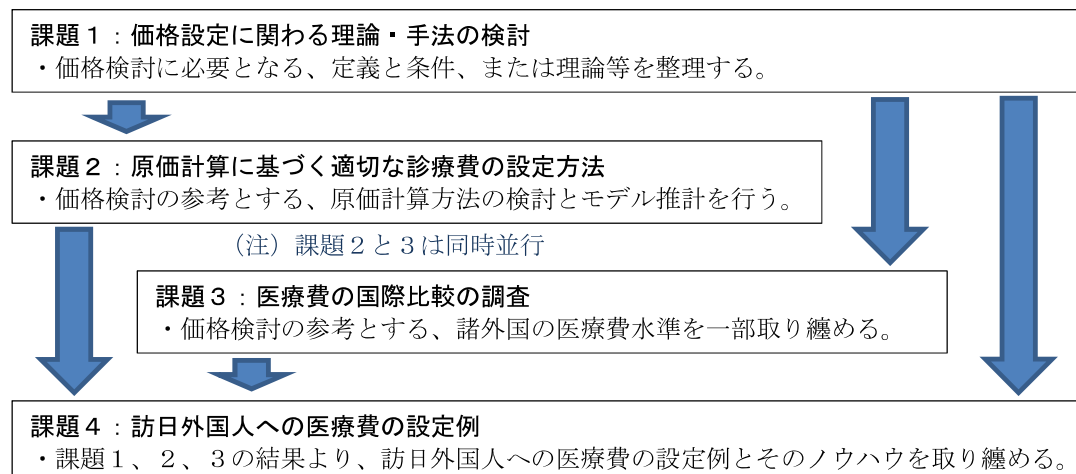 課題１：価格設定に関わる理論・手法の検討
・価格検討に必要となる、定義と条件、または理論等を整理する。
課題２：原価計算に基づく適切な診療費の設定方法
・価格検討の参考とする、原価計算方法の検討とモデル推計を行う。
（注）課題２と３は同時並行
課題３：医療費の国際比較の調査
・価格検討の参考とする、諸外国の医療費水準を一部取り纏める。
課題４：訪日外国人への医療費の設定例
・課題１、２、３の結果より、訪日外国人への医療費の設定例とそのノウハウを取り纏める。